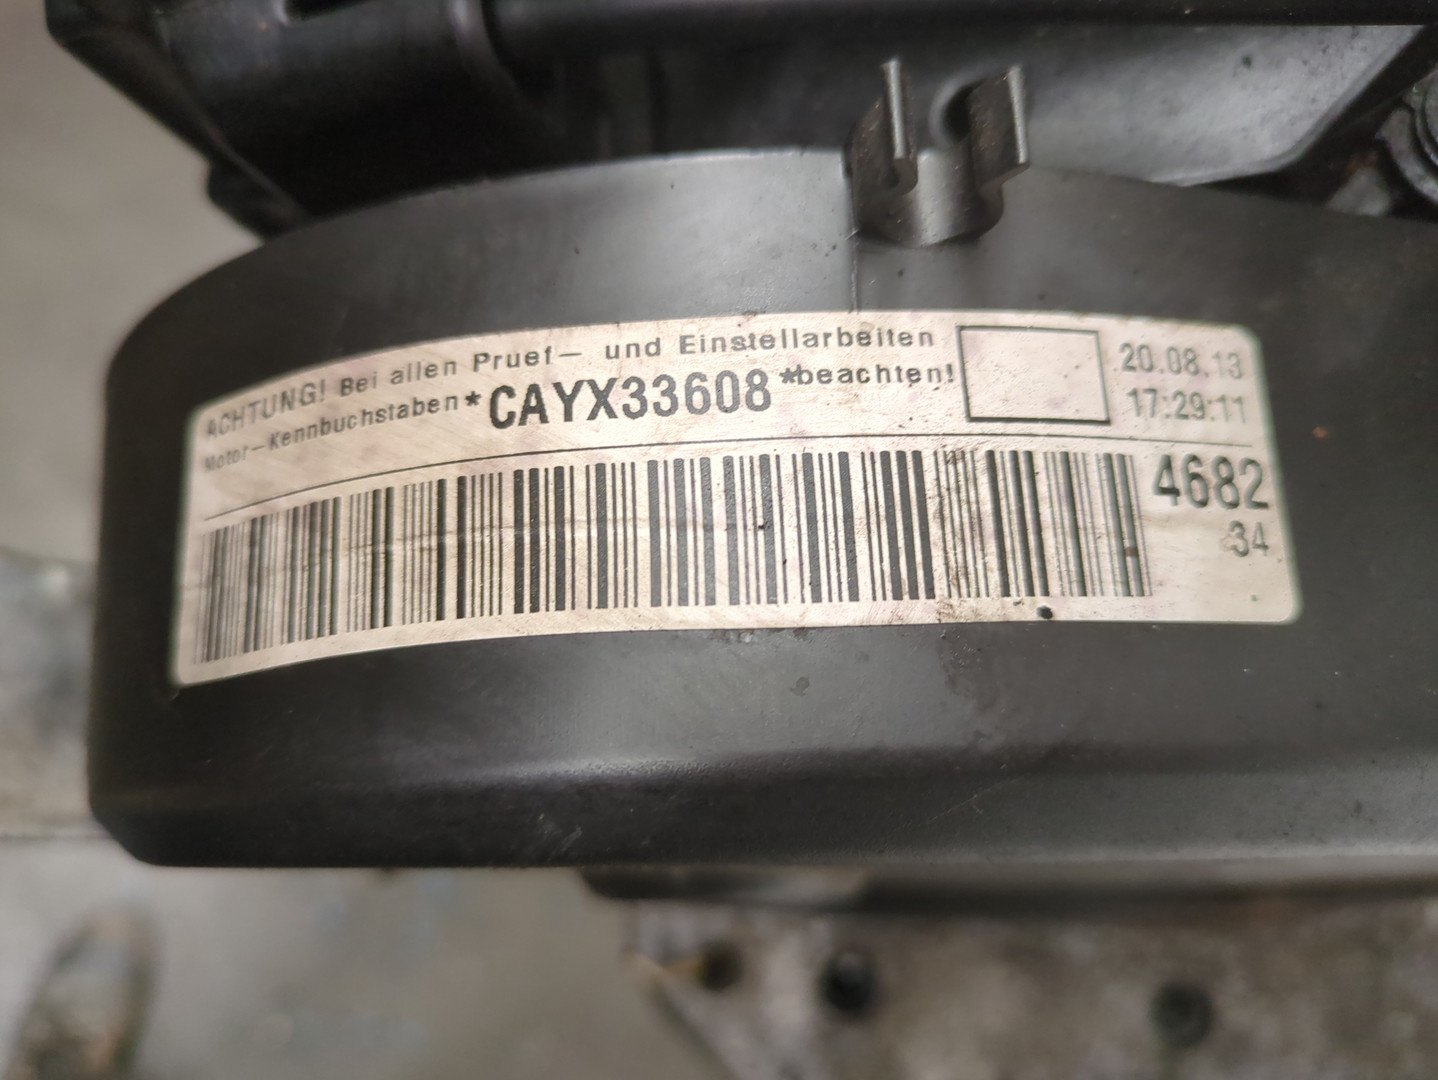 ACHTUNG! Bei allen Pruef- und Einstellarbeiten
Motor-Kennbuchstaben*CAYX33608*beachten!
20.08.13
17:29:11
4682
34